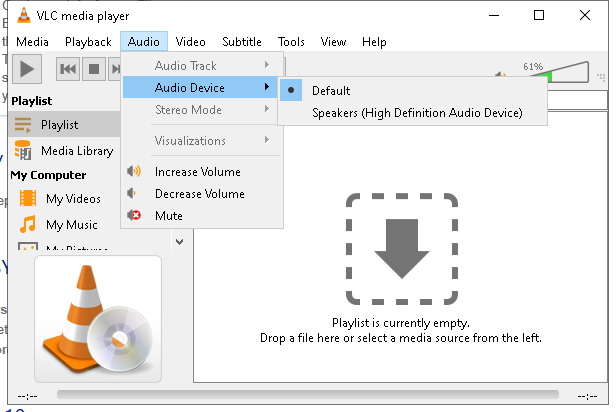 VLC media player
Media Playback Audio Video Subtitle Tools View Help
61%
Audio Track
Audio Device
Stereo Mode
Visualizations
Increase Volume
Decrease Volume
Mute
Default
Speakers (High Definition Audio Device)
Playlist
Playlist
Media Library
My Computer
My Videos
My Music
My Pictures
Playlist is currently empty.
Drop a file here or select a media source from the left.
--:--
--:--